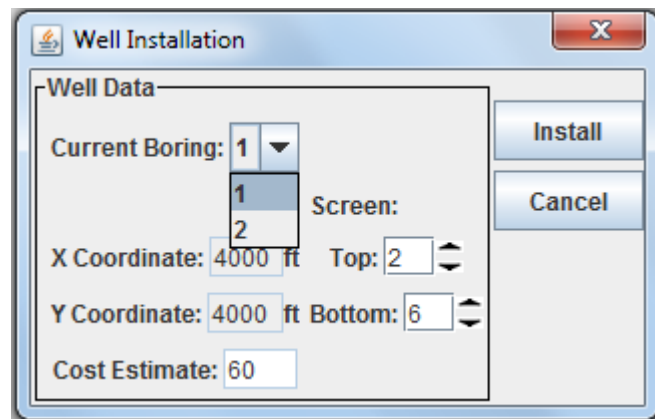 Well Installation
Well Data
Current Boring: 1
1
2
Screen:
X Coordinate: 4000 ft Top: 2
Y Coordinate: 4000 ft Bottom: 6
Cost Estimate: 60
Install
Cancel